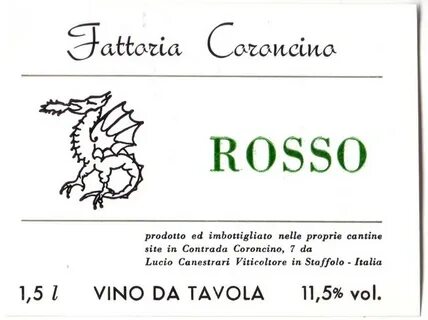 Fattoria Coroncino
ROSSO
prodotto ed imbottigliato nelle proprie cantine
site in Contrada Coroncino, 7 da
Lucio Canestrari Viticoltore in Staffolo - Italia
1,5 l VINO DA TAVOLA 11,5% vol.